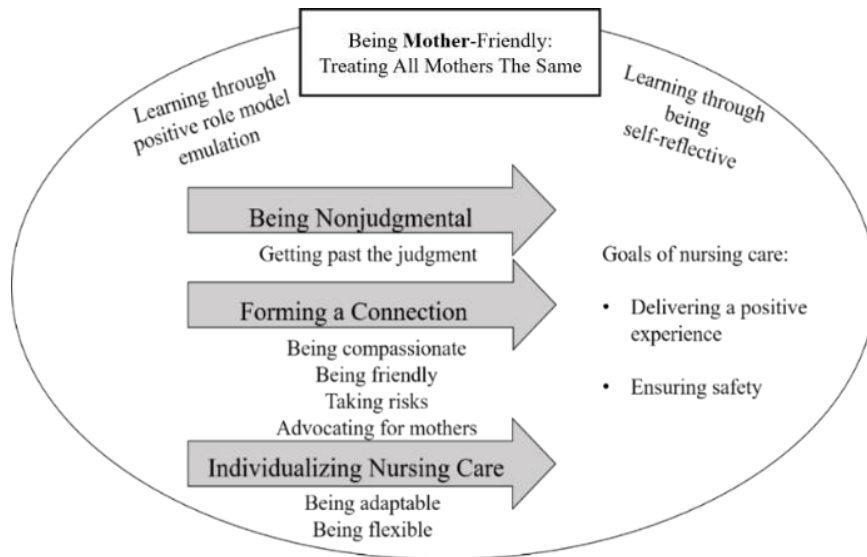 Being Mother-Friendly:
Treating All Mothers The Same
Learning through
positive role model
emulation
Learning through
being
self-reflective
Being Nonjudgmental
Getting past the judgment
Forming a Connection
Being compassionate
Being friendly
Taking risks
Advocating for mothers
Individualizing Nursing Care
Being adaptable
Being flexible
Goals of nursing care:
• Delivering a positive
experience
• Ensuring safety